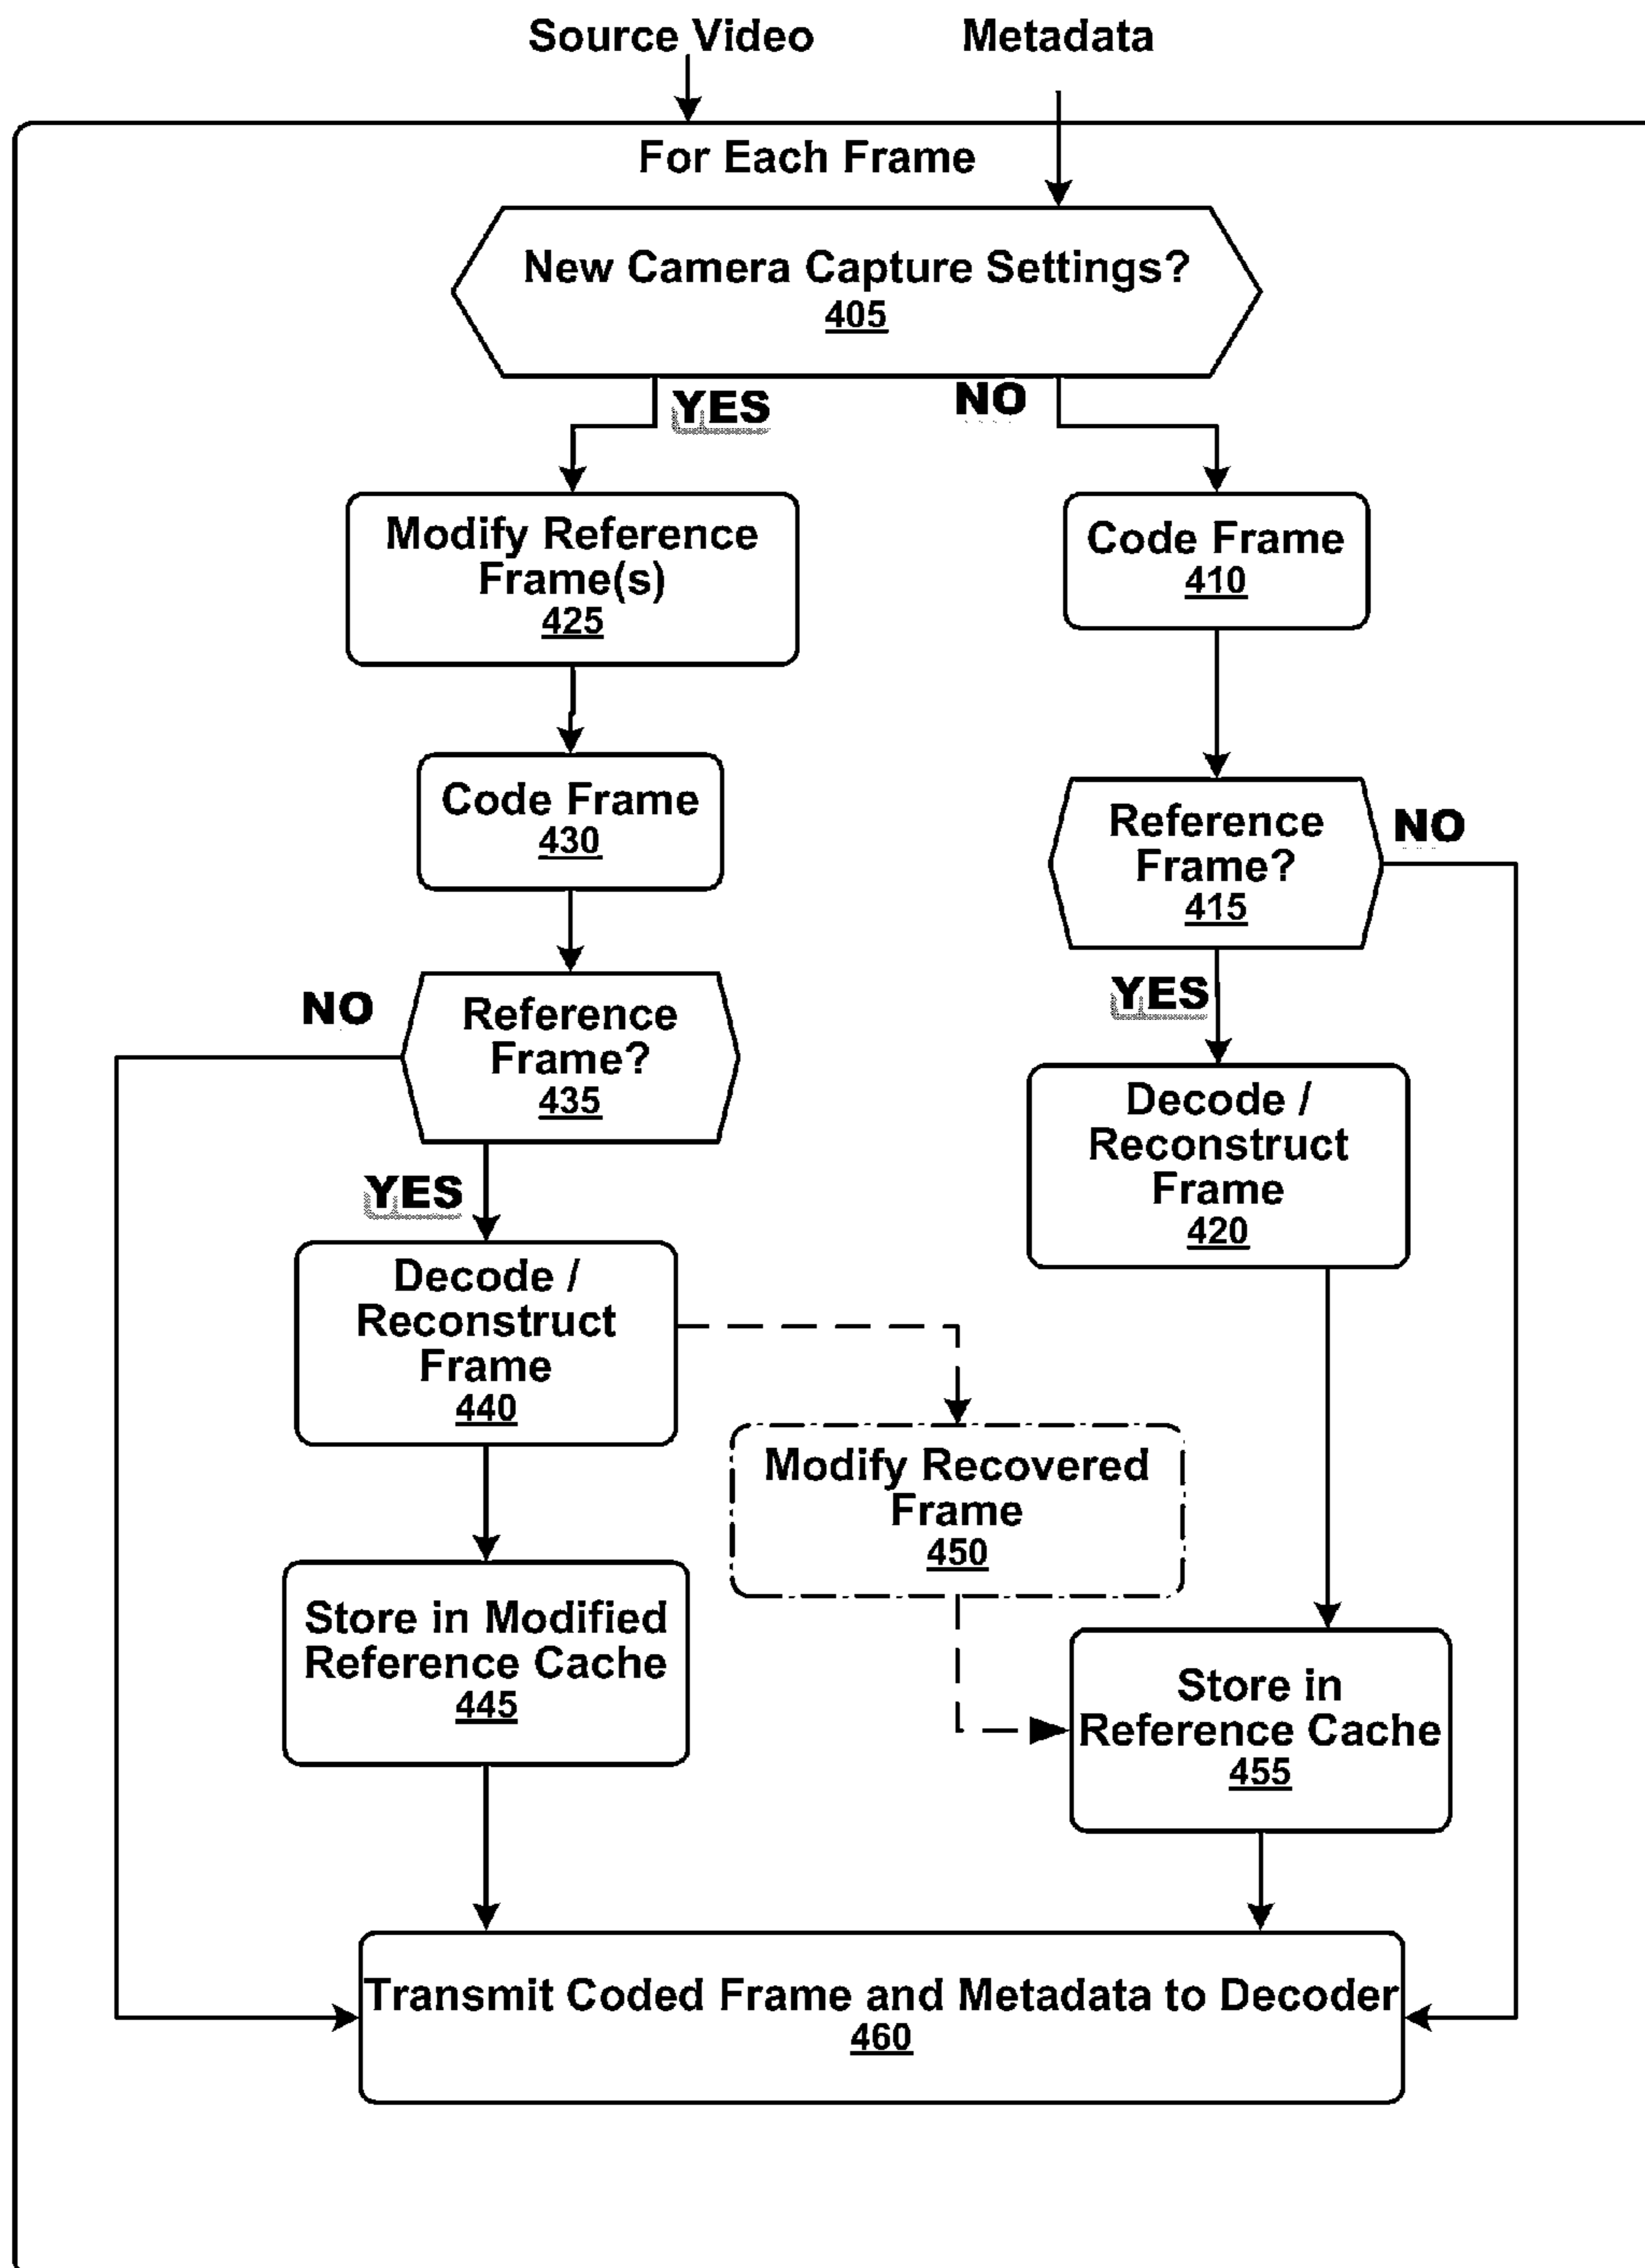 Source Video
Metadata
For Each Frame
New Camera Capture Settings?
405
YES
NO
Modify Reference
Frame(s)
425
Code Frame
410
Code Frame
430
Reference
Frame?
415
NO
Reference
Frame?
435
NO
YES
YES
Decode /
Reconstruct
Frame
420
Decode /
Reconstruct
Frame
440
Modify Recovered
Frame
450
Store in Modified
Reference Cache
445
Store in
Reference Cache
455
Transmit Coded Frame and Metadata to Decoder
460